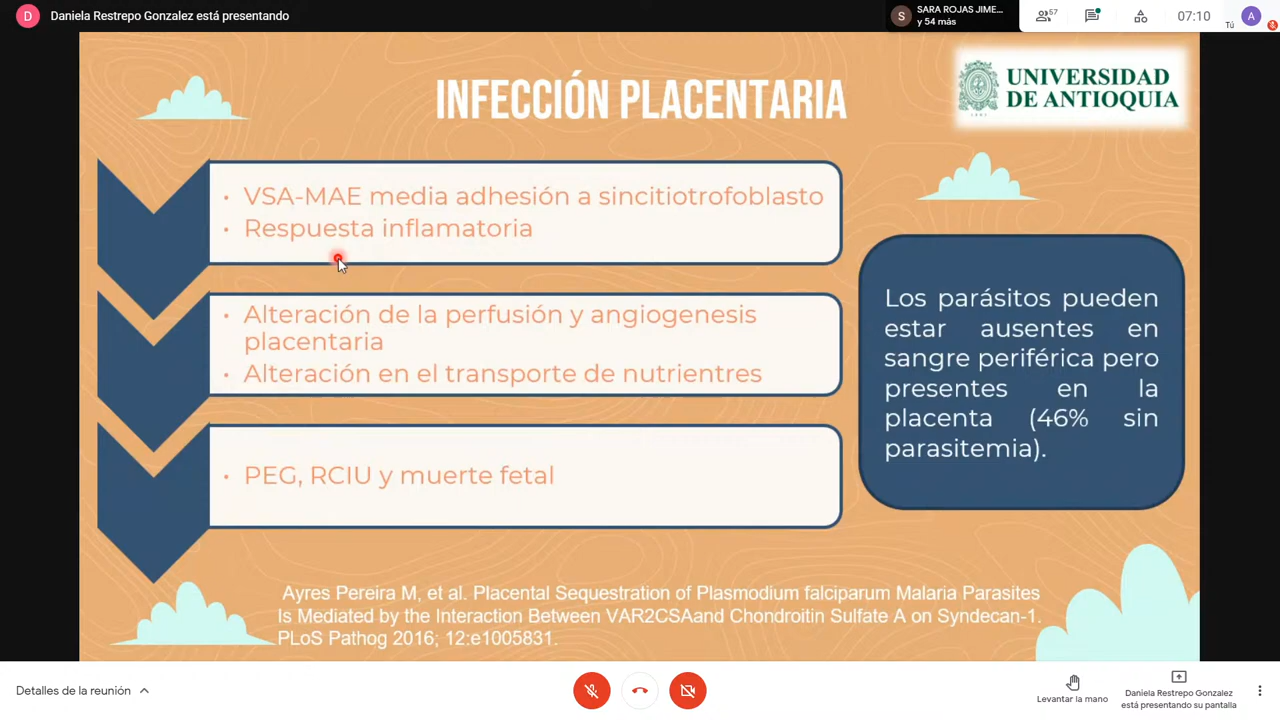 D
Daniela Restrepo Gonzalez está presentando
S
SARA ROJAS JIME...
y 54 más
57
07:10
Tú
A
INFECCIÓN PLACENTARIA
UNIVERSIDAD
DE ANTIOQUIA
• VSA-MAE media adhesión a sincitiotrofoblasto
• Respuesta inflamatoria
• Alteración de la perfusión y angiogenesis
placentaria
• Alteración en el transporte de nutrientres
• PEG, RCIU y muerte fetal
Los parásitos pueden
estar ausentes en
sangre periférica pero
presentes en la
placenta (46% sin
parasitemia).
Ayres Pereira M, et al. Placental Sequestration of Plasmodium falciparum Malaria Parasites
Is Mediated by the Interaction Between VAR2CSAand Chondroitin Sulfate A on Syndecan-1.
PLoS Pathog 2016; 12:e1005831.
Detalles de la reunión
Levantar la mano
Daniela Restrepo Gonzalez
está presentando su pantalla